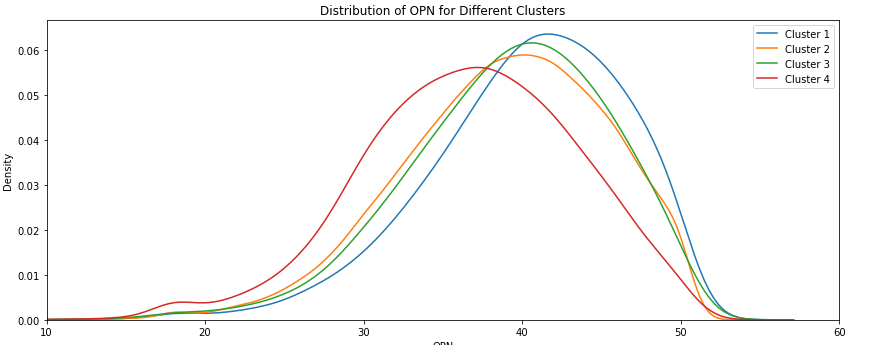 Distribution of OPN for Different Clusters
Cluster 1
Cluster 2
Cluster 3
Cluster 4
Density
0.06
0.05
0.04
0.03
0.02
0.01
0.00
10 20 30 40 50 60
OPN